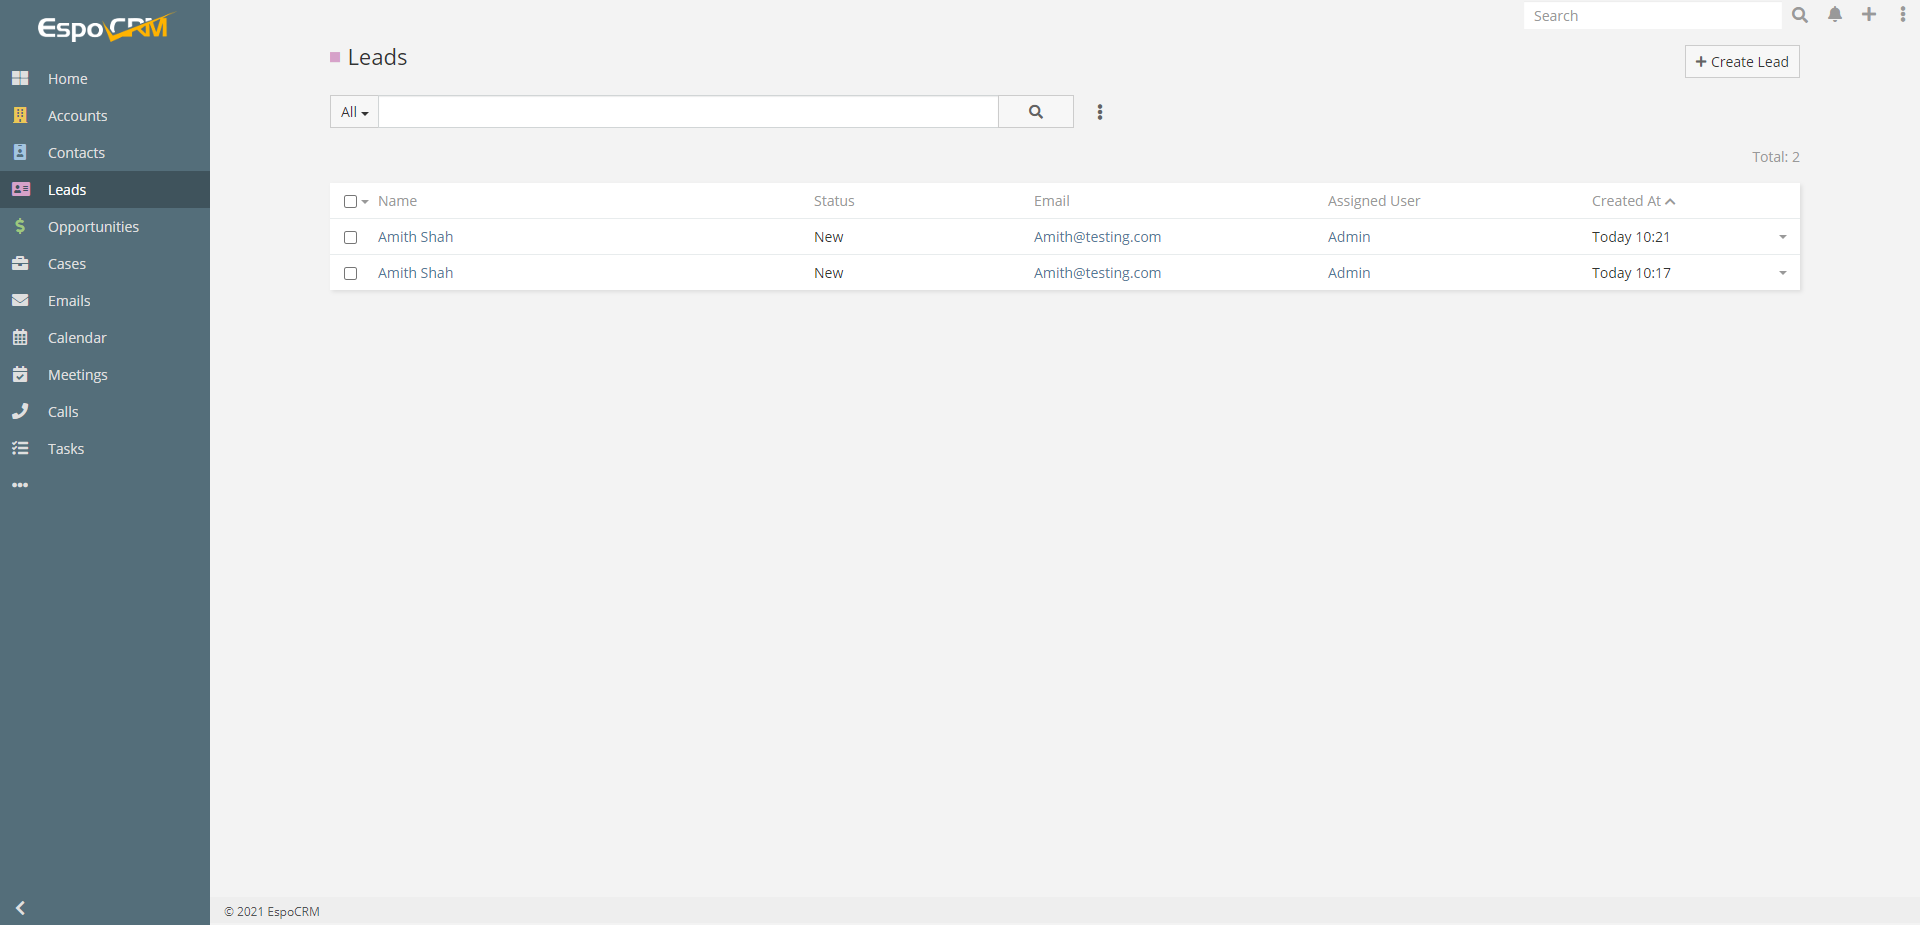 EspoCRM
Search
Home
Accounts
Contacts
Leads
Opportunities
Cases
Emails
Calendar
Meetings
Calls
Tasks
Leads
+ Create Lead
All
Total: 2
Name Status Email Assigned User Created At
Amith Shah New Amith@testing.com Admin Today 10:21
Amith Shah New Amith@testing.com Admin Today 10:17
© 2021 EspoCRM